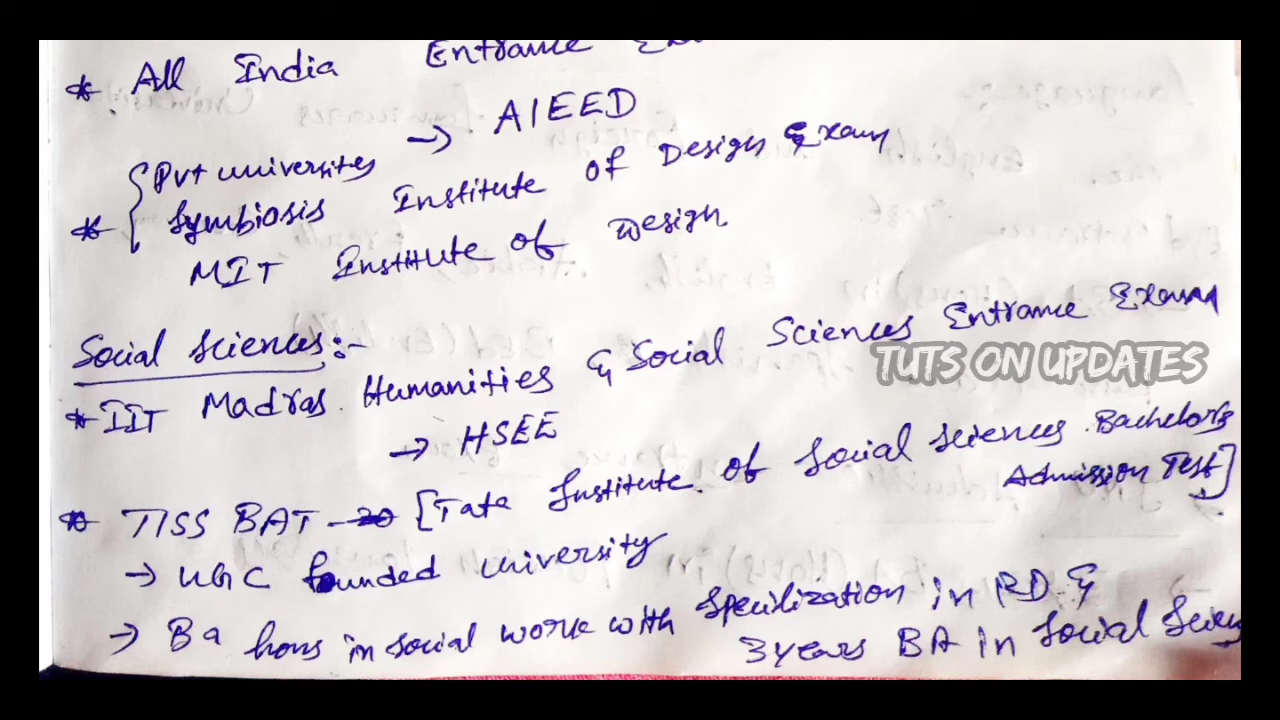 * All India Entrance
→ AIEED
* { Pvt universites
Symbiosis Institute of Design Exam
MIT Institute of Design
Social Sciences:-
* IIT Madras Humanities & Social Sciences Entrance Exam
TUTS ON UPDATES
→ HSEE
* TISS BAT - [Tata Institute of Social Sciences Bachelors
Admission Test]
→ UGC founded university
→ Ba hons in social work with specilization in RD &
3 years BA in Social